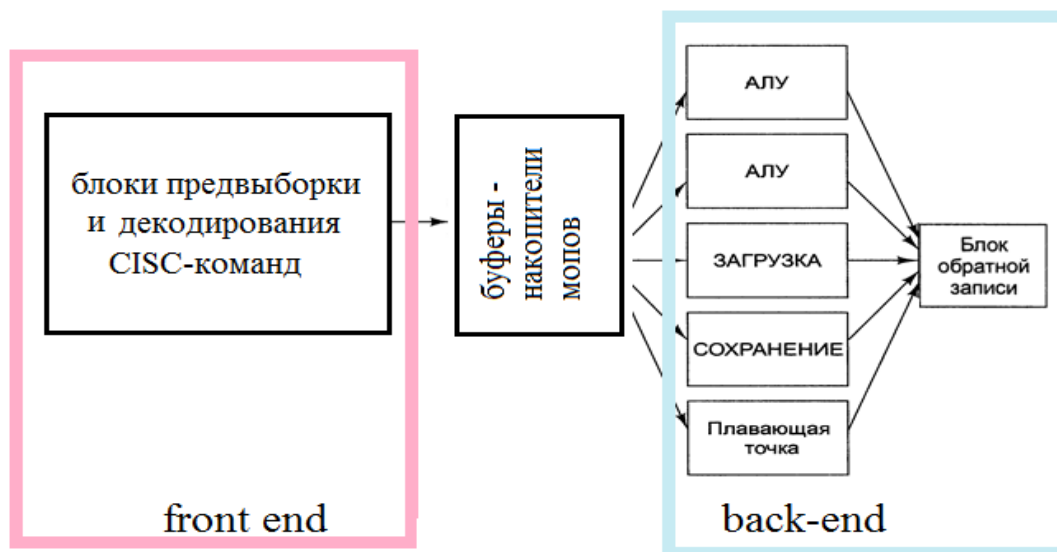 блоки предвыборки
и декодирования
CISC-команд
front end
буферы -
накопители
мопов
АЛУ
АЛУ
ЗАГРУЗКА
СОХРАНЕНИЕ
Плавающая
точка
Блок
обратной
записи
back-end